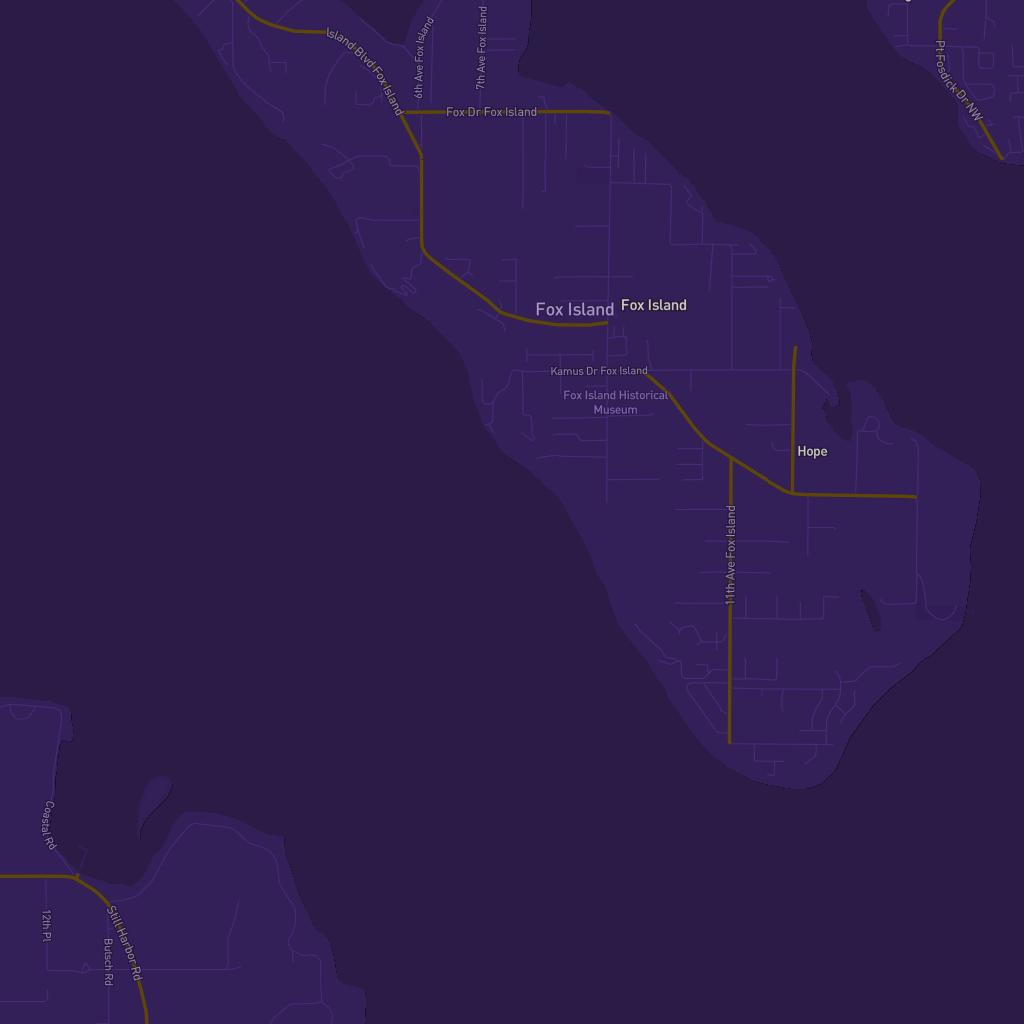 Island Blvd Fox Island
6th Ave Fox Island
7th Ave Fox Island
Pt Fosdick Dr NW
Fox Dr Fox Island
Fox Island
Fox Island
Kamus Dr Fox Island
Fox Island Historical
Museum
Hope
11th Ave Fox Island
Coastal Rd
12th Pl
Butsch Rd
Still Harbor Rd